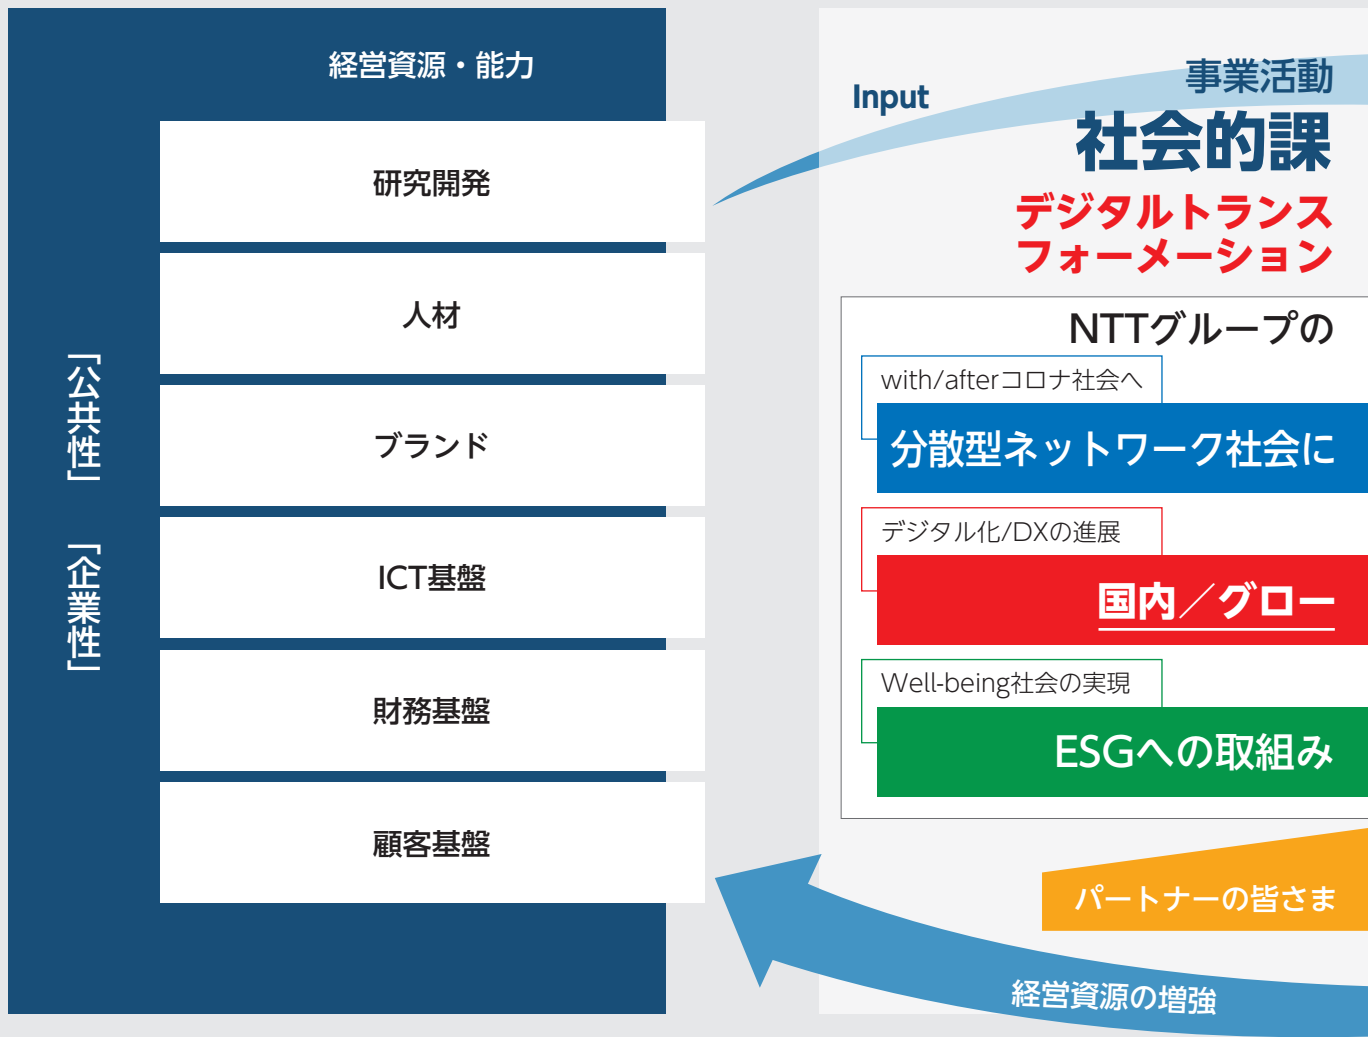 経営資源・能力
「公共性」「企業性」
研究開発
人材
ブランド
ICT基盤
財務基盤
顧客基盤
Input
事業活動
社会的課
デジタルトランス
フォーメーション
NTTグループの
with/afterコロナ社会へ
分散型ネットワーク社会に
デジタル化/DXの進展
国内／グロー
Well-being社会の実現
ESGへの取組み
パートナーの皆さま
経営資源の増強